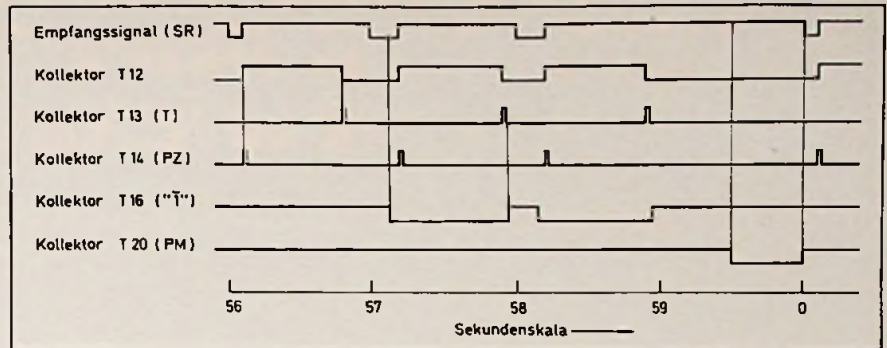 Empfangssignal (SR)
Kollektor T12
Kollektor T13 (T)
Kollektor T14 (PZ)
Kollektor T16 ("1̅")
Kollektor T20 (PM)
56 57 58 59 0
Sekundenskala